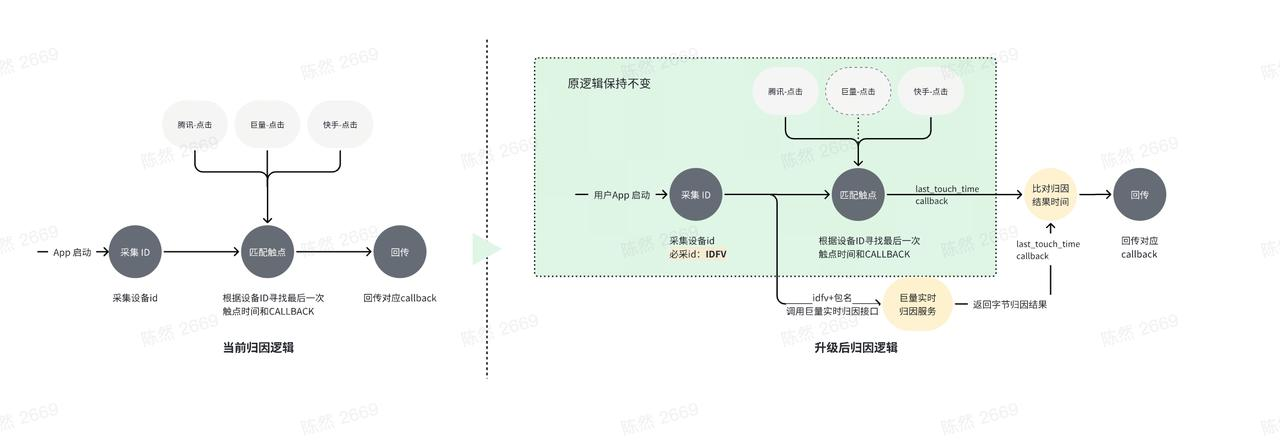 腾讯-点击
巨量-点击
快手-点击
App 启动
采集 ID
匹配触点
回传
采集设备id
根据设备ID寻找最后一次
触点时间和CALLBACK
回传对应callback
当前归因逻辑
原逻辑保持不变
腾讯-点击
巨量-点击
快手-点击
用户App 启动
采集 ID
匹配触点
last_touch_time
callback
比对归因
结果时间
回传
采集设备id
必采id：IDFV
根据设备ID寻找最后一次
触点时间和CALLBACK
last_touch_time
callback
回传对应
callback
idfv+包名
调用巨量实时归因接口
巨量实时
归因服务
返回字节归因结果
升级后归因逻辑
陈然 2669